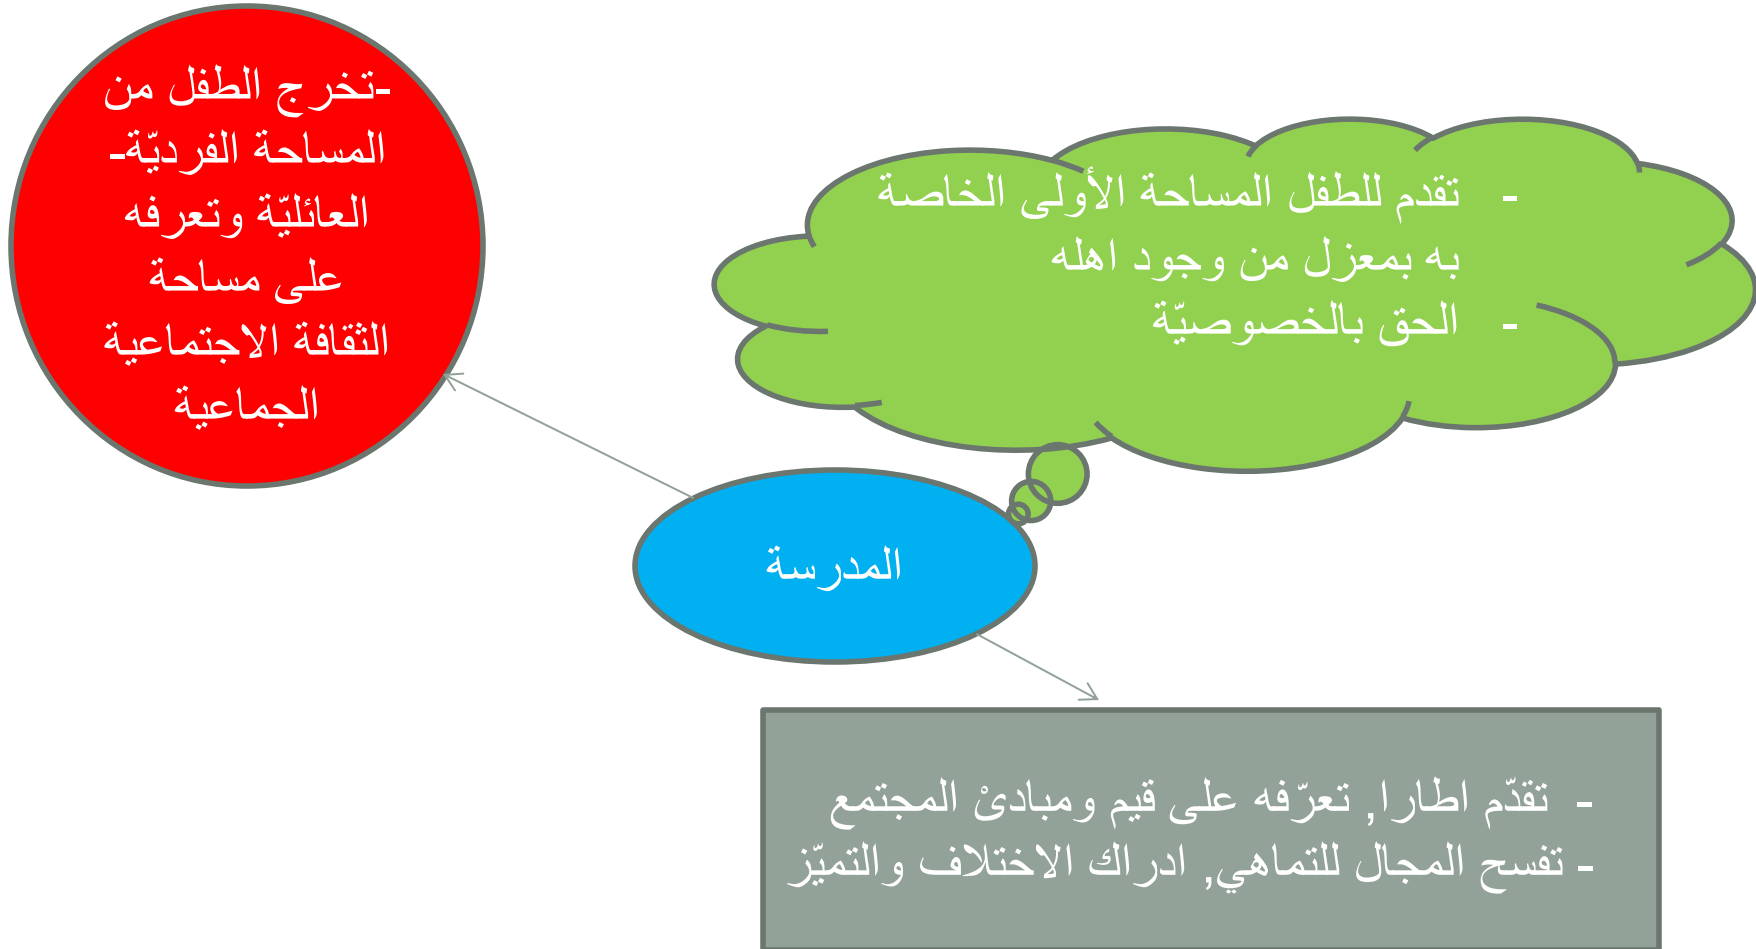 -تخرج الطفل من
المساحة الفرديّة-
العائليّة وتعرفه
على مساحة
الثقافة الاجتماعية
الجماعية
- تقدم للطفل المساحة الأولى الخاصة
به بمعزل من وجود اهله
- الحق بالخصوصيّة
المدرسة
- تقدّم اطارا, تعرّفه على قيم ومبادئ المجتمع
- تفسح المجال للتماهي, ادراك الاختلاف والتميّز